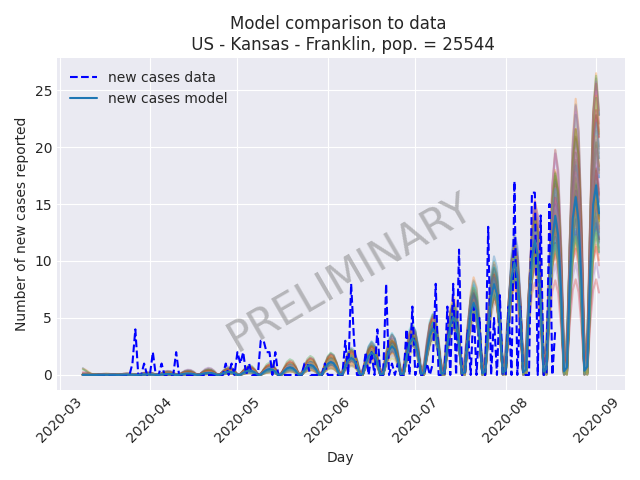 Model comparison to data
US - Kansas - Franklin, pop. = 25544
new cases data
new cases model
PRELIMINARY
Number of new cases reported
25
20
15
10
5
0
2020-03
2020-04
2020-05
2020-06
2020-07
2020-08
2020-09
Day